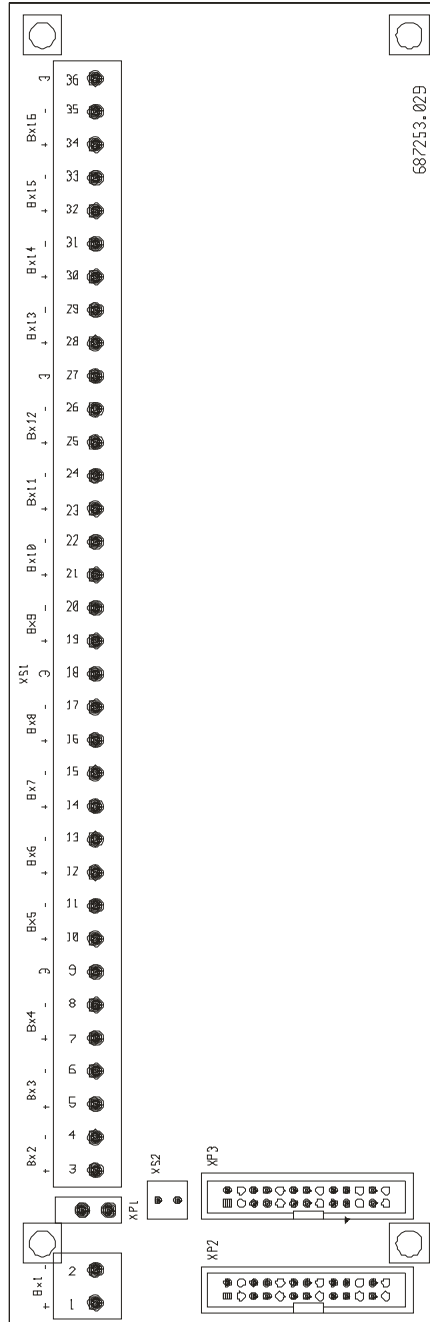 687253.029
Э 36
- 35
Вх16
+ 34
- 33
Вх15
+ 32
- 31
Вх14
+ 30
- 29
Вх13
+ 28
Э 27
- 26
Вх12
+ 25
- 24
Вх11
+ 23
- 22
Вх10
+ 21
- 20
Вх9
+ 19
XS1
Э 18
- 17
Вх8
+ 16
- 15
Вх7
+ 14
- 13
Вх6
+ 12
- 11
Вх5
+ 10
Э 9
- 8
Вх4
+ 7
- 6
Вх3
+ 5
- 4
Вх2
+ 3
XS2
XP3
XP1
XP2
- 2
Вх1
+ 1